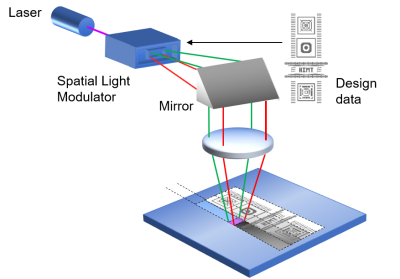 Laser
Spatial Light
Modulator
Mirror
Design
data